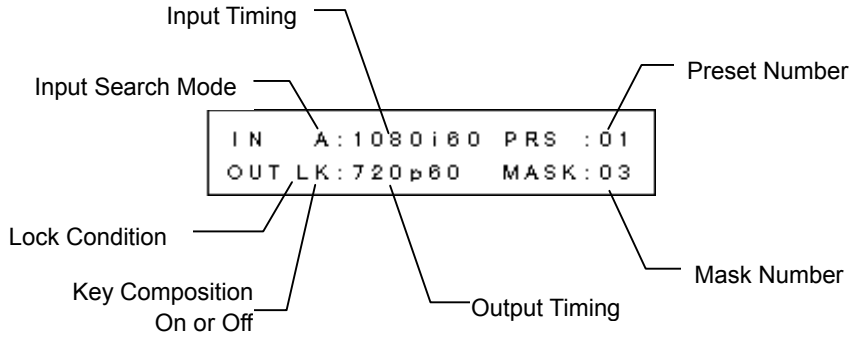 Input Timing
Preset Number
Input Search Mode
IN A:1080i60 PRS :01
OUT LK:720p60 MASK:03
Lock Condition
Mask Number
Key Composition
On or Off
Output Timing